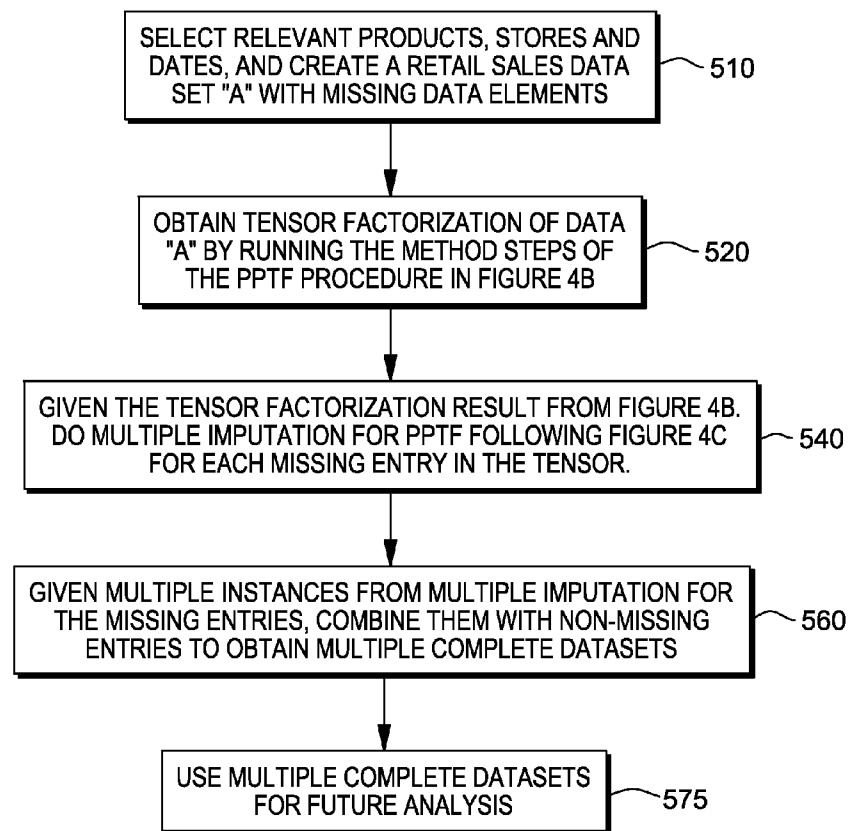 SELECT RELEVANT PRODUCTS, STORES AND
DATES, AND CREATE A RETAIL SALES DATA
SET "A" WITH MISSING DATA ELEMENTS
510
OBTAIN TENSOR FACTORIZATION OF DATA
"A" BY RUNNING THE METHOD STEPS OF
THE PPTF PROCEDURE IN FIGURE 4B
520
GIVEN THE TENSOR FACTORIZATION RESULT FROM FIGURE 4B.
DO MULTIPLE IMPUTATION FOR PPTF FOLLOWING FIGURE 4C
FOR EACH MISSING ENTRY IN THE TENSOR.
540
GIVEN MULTIPLE INSTANCES FROM MULTIPLE IMPUTATION FOR
THE MISSING ENTRIES, COMBINE THEM WITH NON-MISSING
ENTRIES TO OBTAIN MULTIPLE COMPLETE DATASETS
560
USE MULTIPLE COMPLETE DATASETS
FOR FUTURE ANALYSIS
575